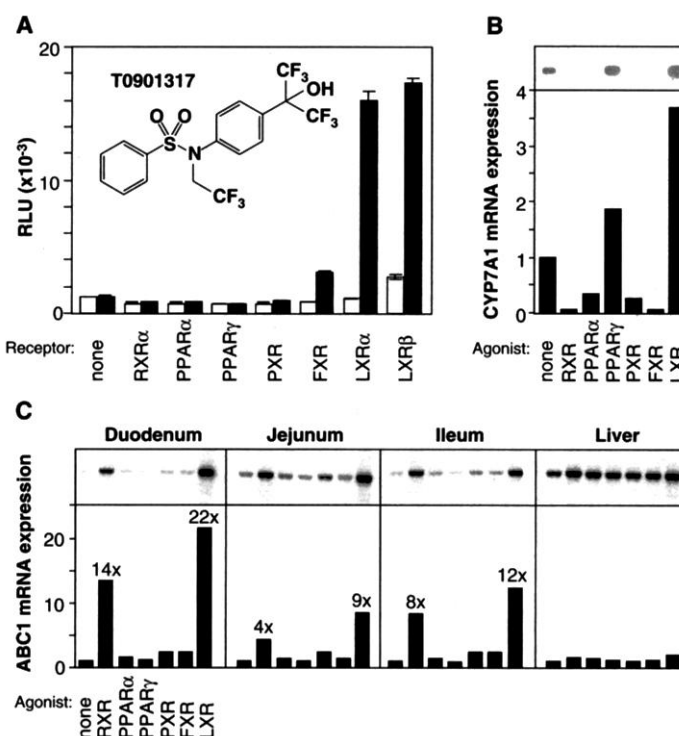 A
T0901317
CF3
OH
CF3
O
O
S
N
CF3
RLU (x10-3)
20
10
0
Receptor:
none
RXRα
PPARα
PPARγ
PXR
FXR
LXRα
LXRβ
B
CYP7A1 mRNA expression
4
3
2
1
0
Agonist:
none
RXR
PPARα
PPARγ
PXR
FXR
LXR
C
Duodenum
Jejunum
Ileum
Liver
ABC1 mRNA expression
20
10
0
14x
22x
4x
9x
8x
12x
Agonist:
none
RXR
PPARα
PPARγ
PXR
FXR
LXR